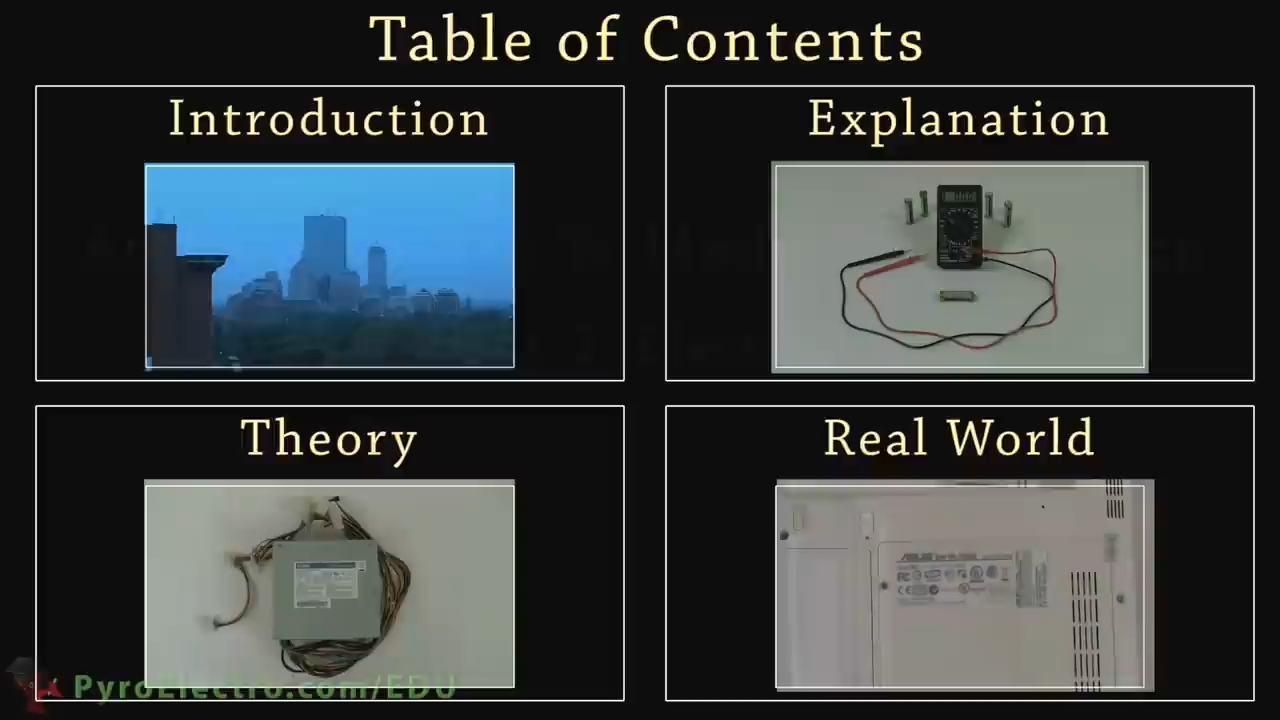 Table of Contents
Introduction
Explanation
Theory
Real World
PyroElectro.com/EDU